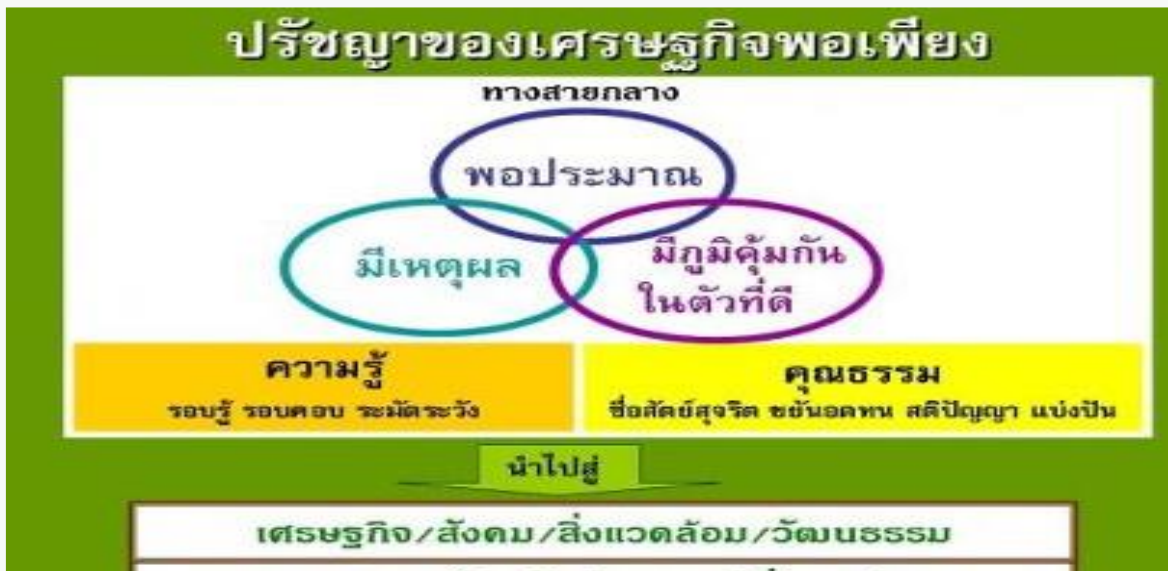 ปรัชญาของเศรษฐกิจพอเพียง
ทางสายกลาง
พอประมาณ
มีเหตุผล
มีภูมิคุ้มกัน
ในตัวที่ดี
ความรู้
รอบรู้ รอบคอบ ระมัดระวัง
คุณธรรม
ซื่อสัตย์สุจริต ขยันอดทน สติปัญญา แบ่งปัน
นำไปสู่
เศรษฐกิจ/สังคม/สิ่งแวดล้อม/วัฒนธรรม